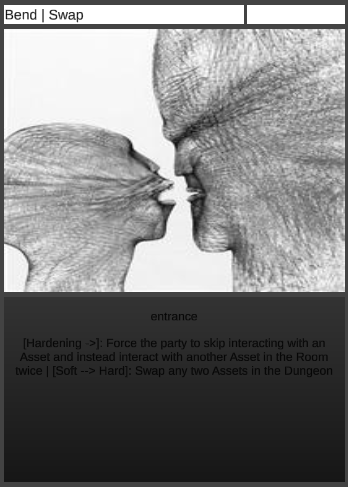 Bend | Swap
entrance
[Hardening ->]: Force the party to skip interacting with an
Asset and instead interact with another Asset in the Room
twice | [Soft --> Hard]: Swap any two Assets in the Dungeon